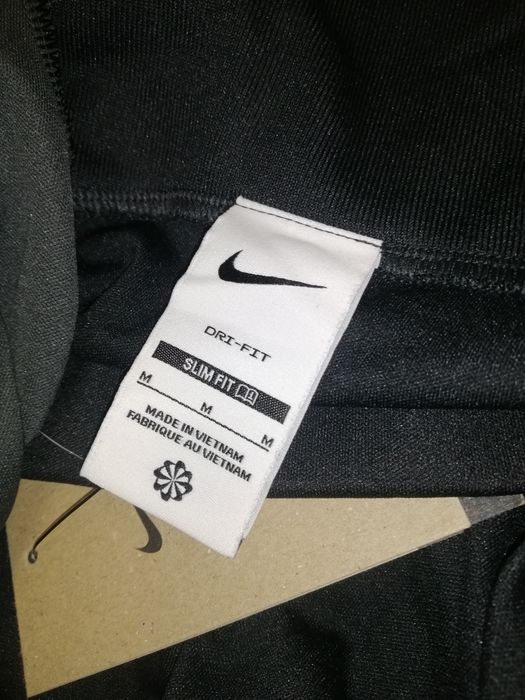 DRI-FIT
SLIM FIT
M M M
MADE IN VIETNAM
FABRIQUE AU VIETNAM